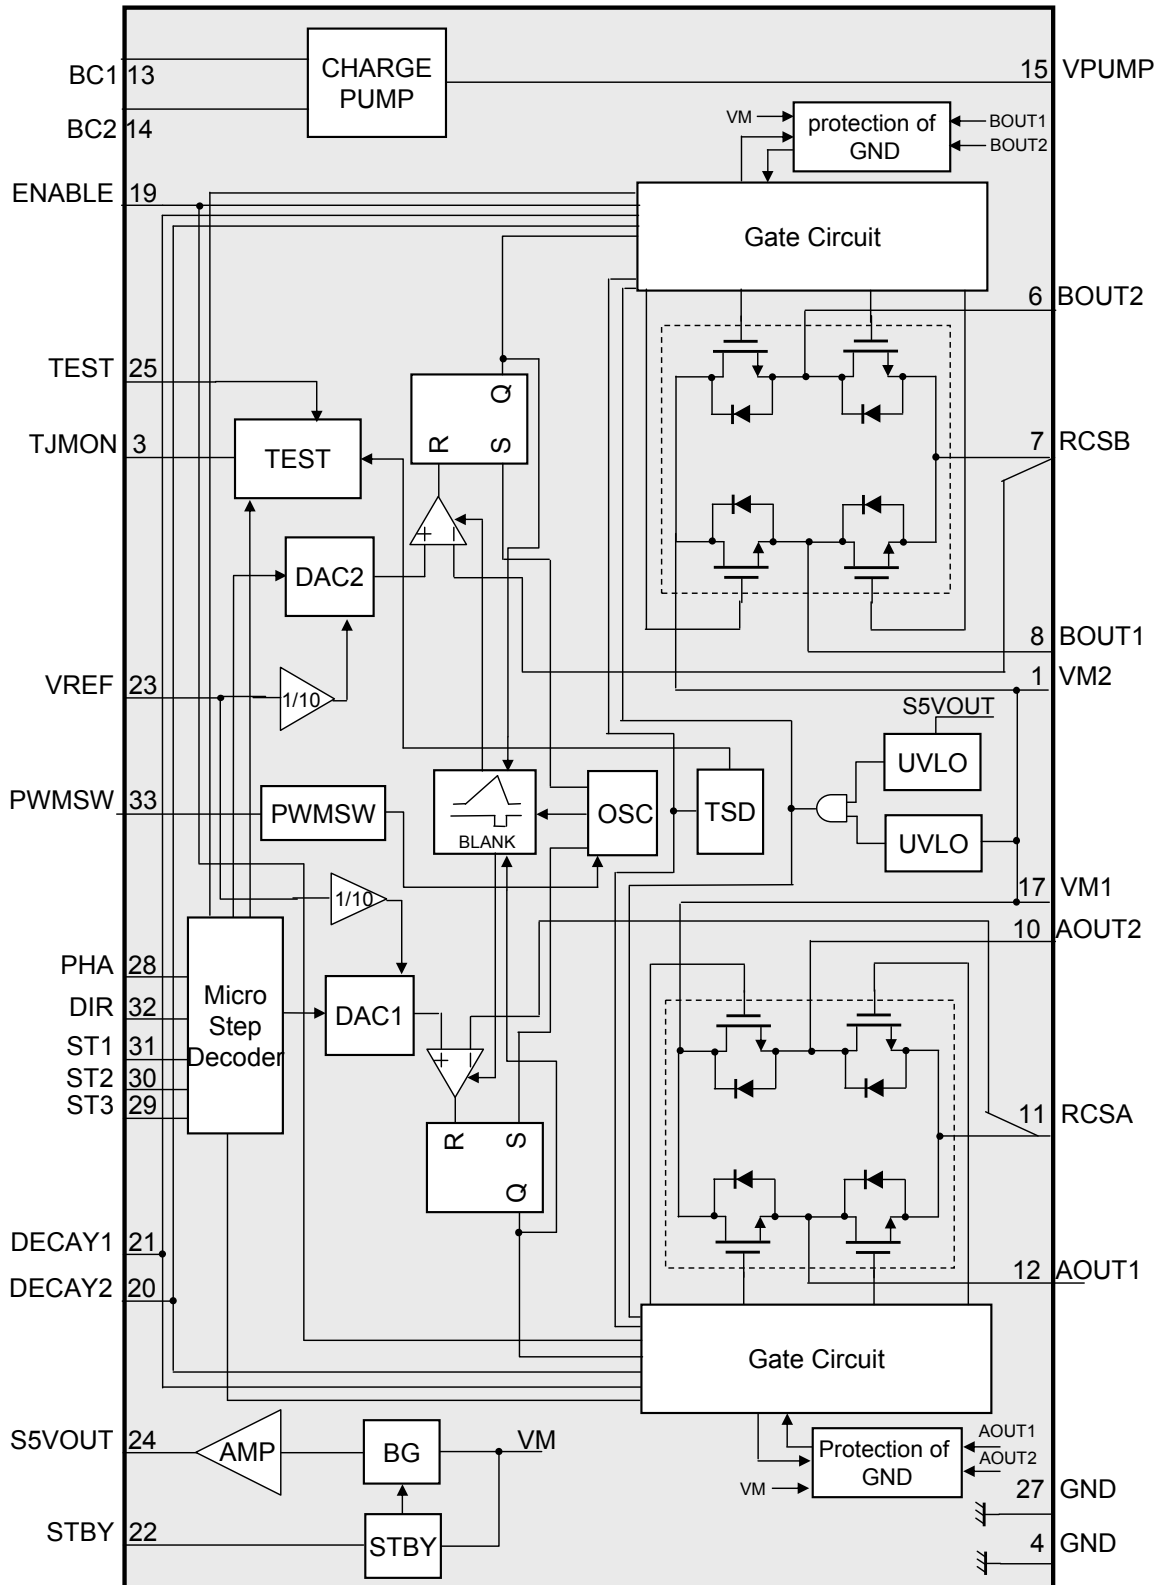 BC1 13
BC2 14
CHARGE
PUMP
15 VPUMP
VM
protection of
GND
BOUT1
BOUT2
ENABLE 19
Gate Circuit
6 BOUT2
TEST 25
TJMON 3
TEST
Q
R S
7 RCSB
+ −
DAC2
8 BOUT1
VREF 23
1/10
1 VM2
S5VOUT
UVLO
PWMSW 33
PWMSW
BLANK
OSC
TSD
UVLO
17 VM1
1/10
10 AOUT2
PHA 28
DIR 32
ST1 31
ST2 30
ST3 29
Micro
Step
Decoder
DAC1
+ −
R S
Q
11 RCSA
DECAY1 21
DECAY2 20
12 AOUT1
Gate Circuit
S5VOUT 24
AMP
BG
VM
Protection of
GND
AOUT1
AOUT2
VM
27 GND
STBY 22
STBY
4 GND